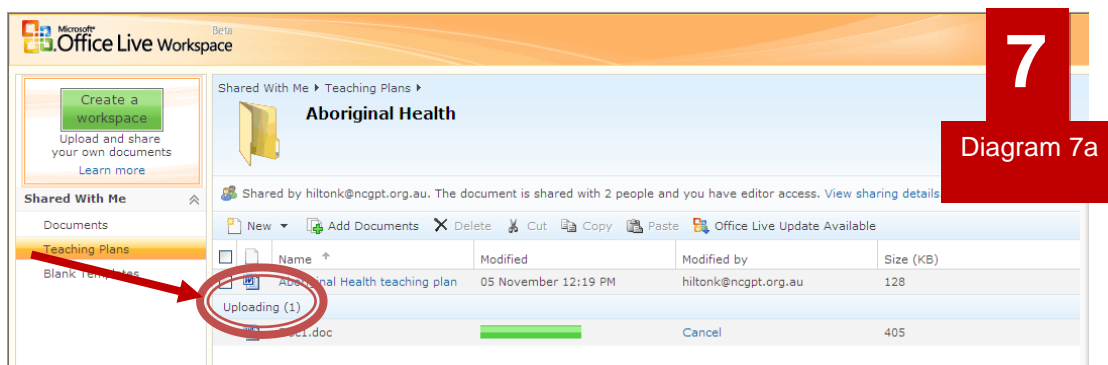 Microsoft®
Office Live Workspace
Beta
7
Diagram 7a
Create a
workspace
Upload and share
your own documents
Learn more
Shared With Me
Documents
Teaching Plans
Blank Templates
Shared With Me Teaching Plans
Aboriginal Health
Shared by hiltonk@ncgpt.org.au. The document is shared with 2 people and you have editor access. View sharing details
New Add Documents Delete Cut Copy Paste Office Live Update Available
Name Modified Modified by Size (KB)
Aboriginal Health teaching plan 05 November 12:19 PM hiltonk@ncgpt.org.au 128
Uploading (1)
Cancel 405